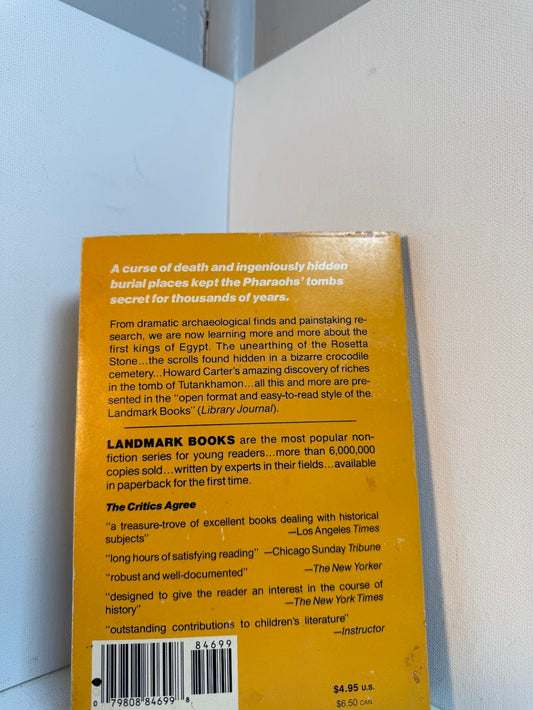 A curse of death and ingeniously hidden
burial places kept the Pharaohs' tombs
secret for thousands of years.
From dramatic archaeological finds and painstaking re-
search, we are now learning more and more about the
first kings of Egypt. The unearthing of the Rosetta
Stone...the scrolls found hidden in a bizarre crocodile
cemetery...Howard Carter's amazing discovery of riches
in the tomb of Tutankhamon...all this and more are pre-
sented in the "open format and easy-to-read style of the
Landmark Books" (Library Journal).
LANDMARK BOOKS are the most popular non-
fiction series for young readers...more than 6,000,000
copies sold...written by experts in their fields...available
in paperback for the first time.
The Critics Agree
"a treasure-trove of excellent books dealing with historical
subjects" —Los Angeles Times
"long hours of satisfying reading" —Chicago Sunday Tribune
"robust and well-documented" —The New Yorker
"designed to give the reader an interest in the course of
history" —The New York Times
"outstanding contributions to children's literature"
—Instructor
84699
0 79808 84699 8
$4.95 U.S.
$6.50 CAN.